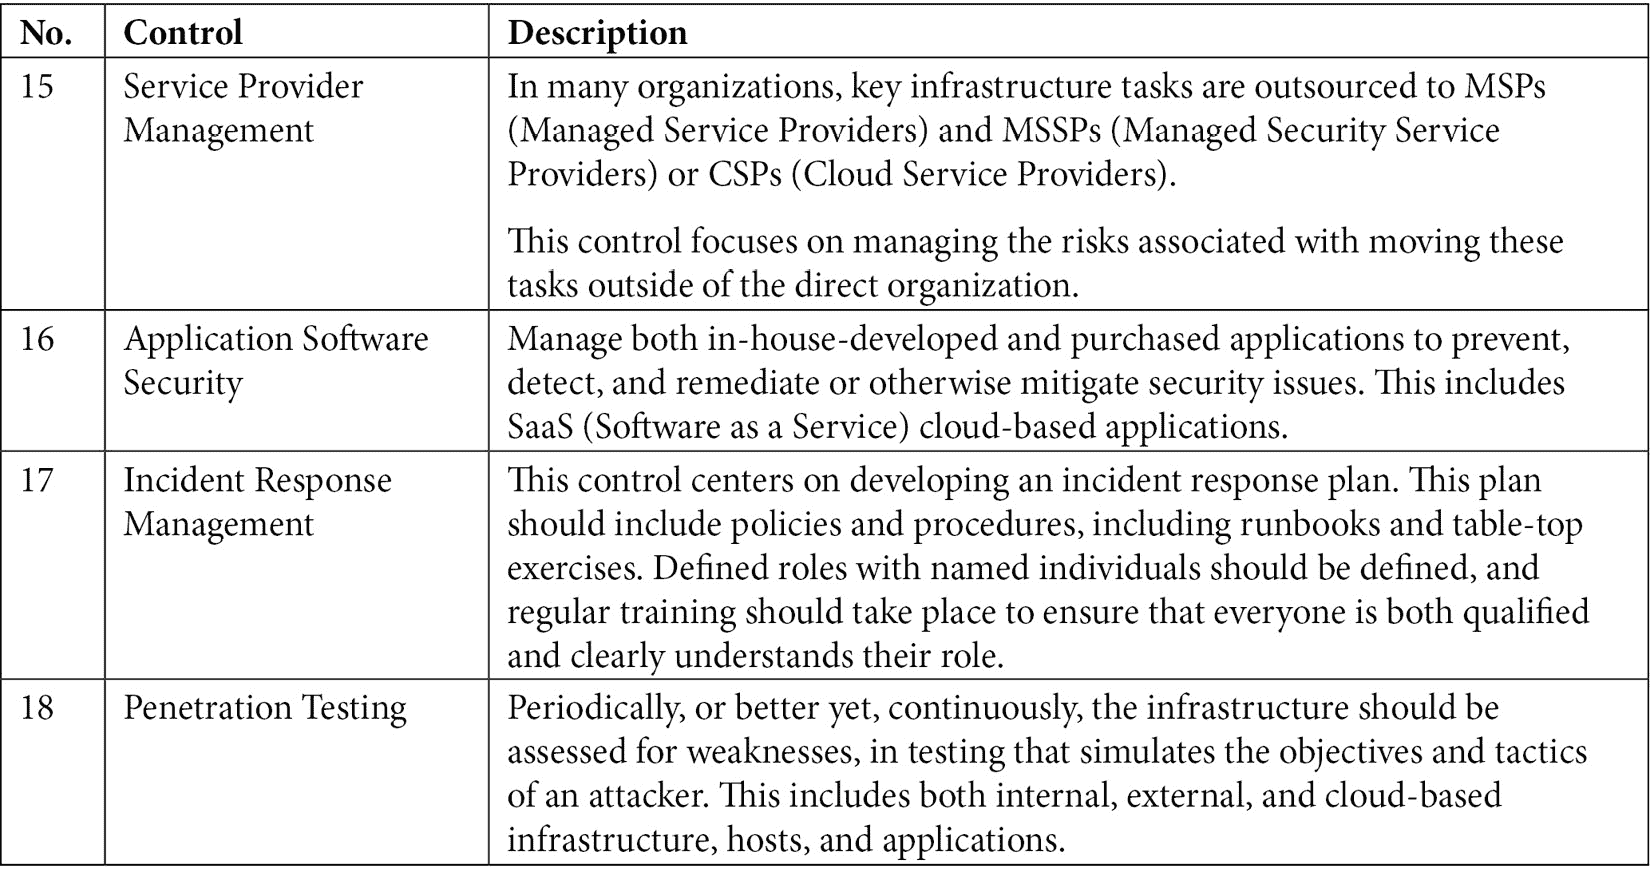 No. Control Description
15 Service Provider In many organizations, key infrastructure tasks are outsourced to MSPs
Management (Managed Service Providers) and MSSPs (Managed Security Service
Providers) or CSPs (Cloud Service Providers).
This control focuses on managing the risks associated with moving these
tasks outside of the direct organization.
16 Application Software Manage both in-house-developed and purchased applications to prevent,
Security detect, and remediate or otherwise mitigate security issues. This includes
SaaS (Software as a Service) cloud-based applications.
17 Incident Response This control centers on developing an incident response plan. This plan
Management should include policies and procedures, including runbooks and table-top
exercises. Defined roles with named individuals should be defined, and
regular training should take place to ensure that everyone is both qualified
and clearly understands their role.
18 Penetration Testing Periodically, or better yet, continuously, the infrastructure should be
assessed for weaknesses, in testing that simulates the objectives and tactics
of an attacker. This includes both internal, external, and cloud-based
infrastructure, hosts, and applications.